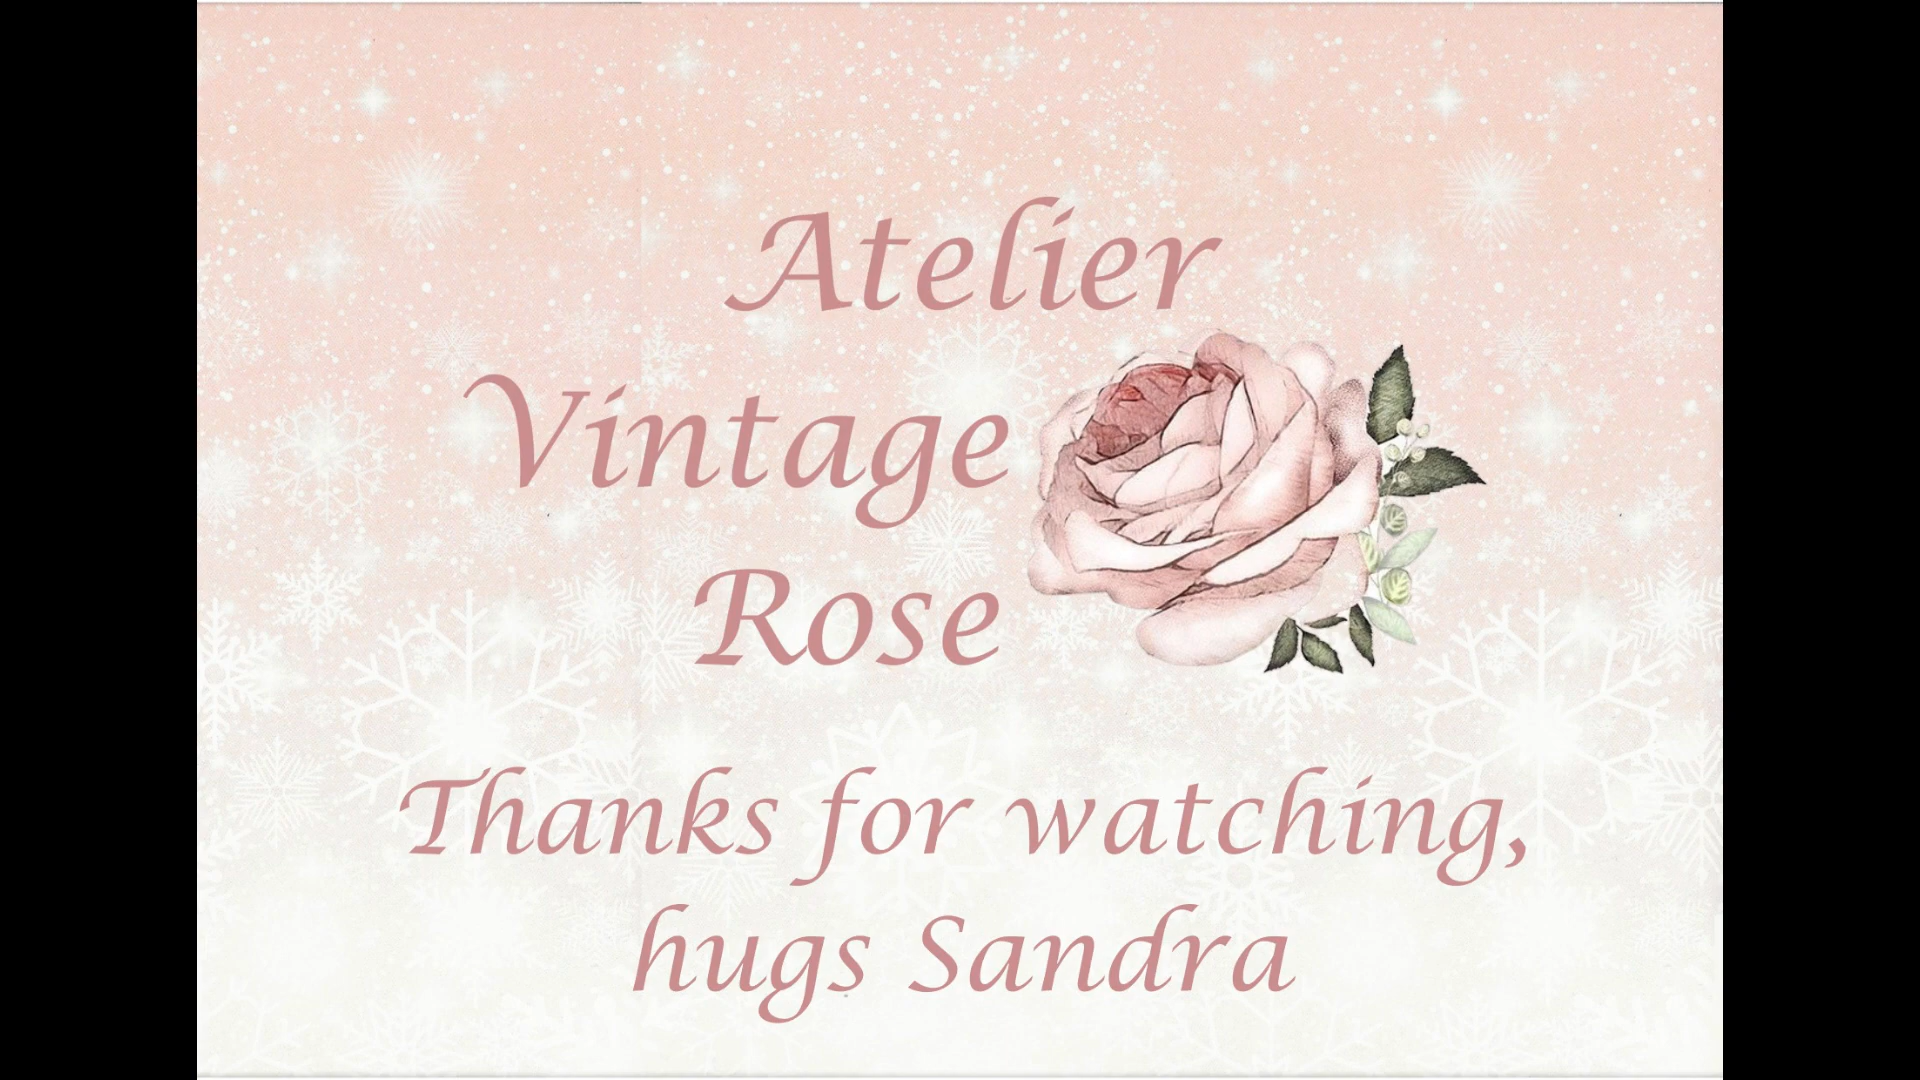 Atelier
Vintage
Rose
Thanks for watching,
hugs Sandra